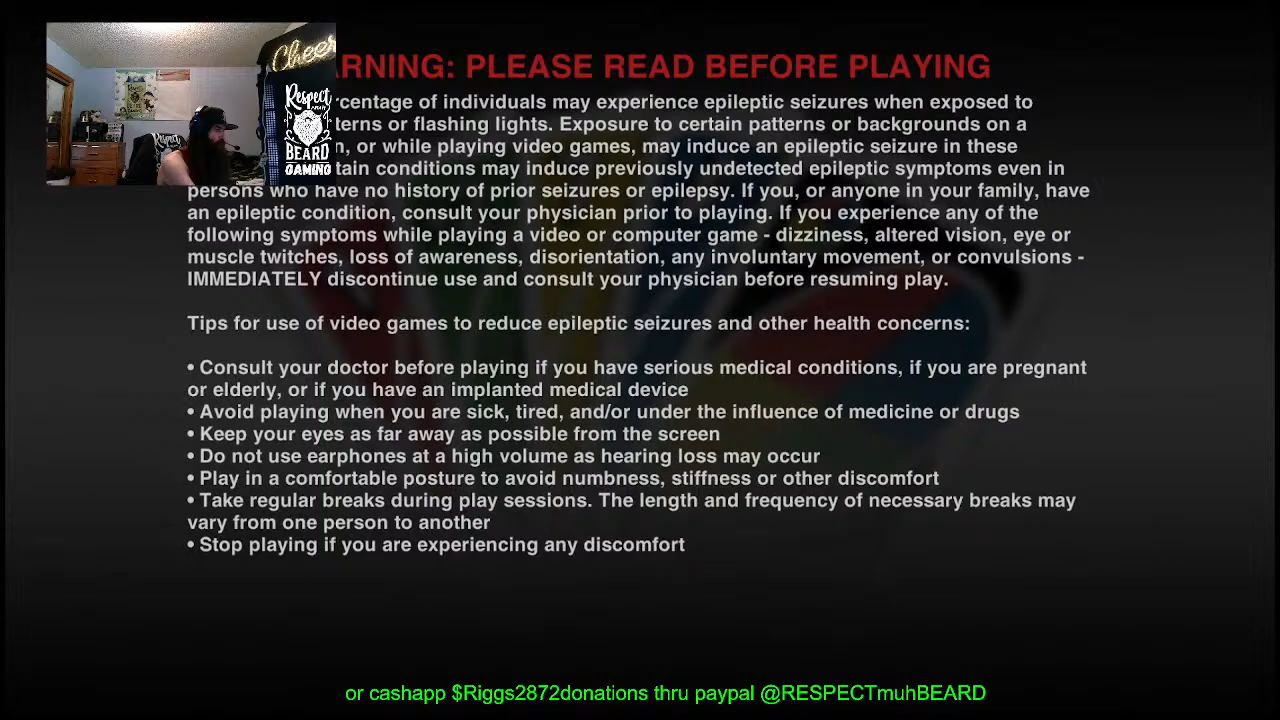 Cheers
Respect
BEARD
GAMING
RNING: PLEASE READ BEFORE PLAYING
rcentage of individuals may experience epileptic seizures when exposed to
terns or flashing lights. Exposure to certain patterns or backgrounds on a
n, or while playing video games, may induce an epileptic seizure in these
tain conditions may induce previously undetected epileptic symptoms even in
persons who have no history of prior seizures or epilepsy. If you, or anyone in your family, have
an epileptic condition, consult your physician prior to playing. If you experience any of the
following symptoms while playing a video or computer game - dizziness, altered vision, eye or
muscle twitches, loss of awareness, disorientation, any involuntary movement, or convulsions -
IMMEDIATELY discontinue use and consult your physician before resuming play.
Tips for use of video games to reduce epileptic seizures and other health concerns:
• Consult your doctor before playing if you have serious medical conditions, if you are pregnant
or elderly, or if you have an implanted medical device
• Avoid playing when you are sick, tired, and/or under the influence of medicine or drugs
• Keep your eyes as far away as possible from the screen
• Do not use earphones at a high volume as hearing loss may occur
• Play in a comfortable posture to avoid numbness, stiffness or other discomfort
• Take regular breaks during play sessions. The length and frequency of necessary breaks may
vary from one person to another
• Stop playing if you are experiencing any discomfort
or cashapp $Riggs2872donations thru paypal @RESPECTmuhBEARD